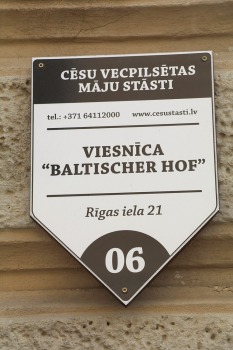 CĒSU VECPILSĒTAS
MĀJU STĀSTI
tel.: +371 64112000 www.cesustasti.lv
VIESNĪCA
“BALTISCHER HOF”
Rīgas iela 21
06